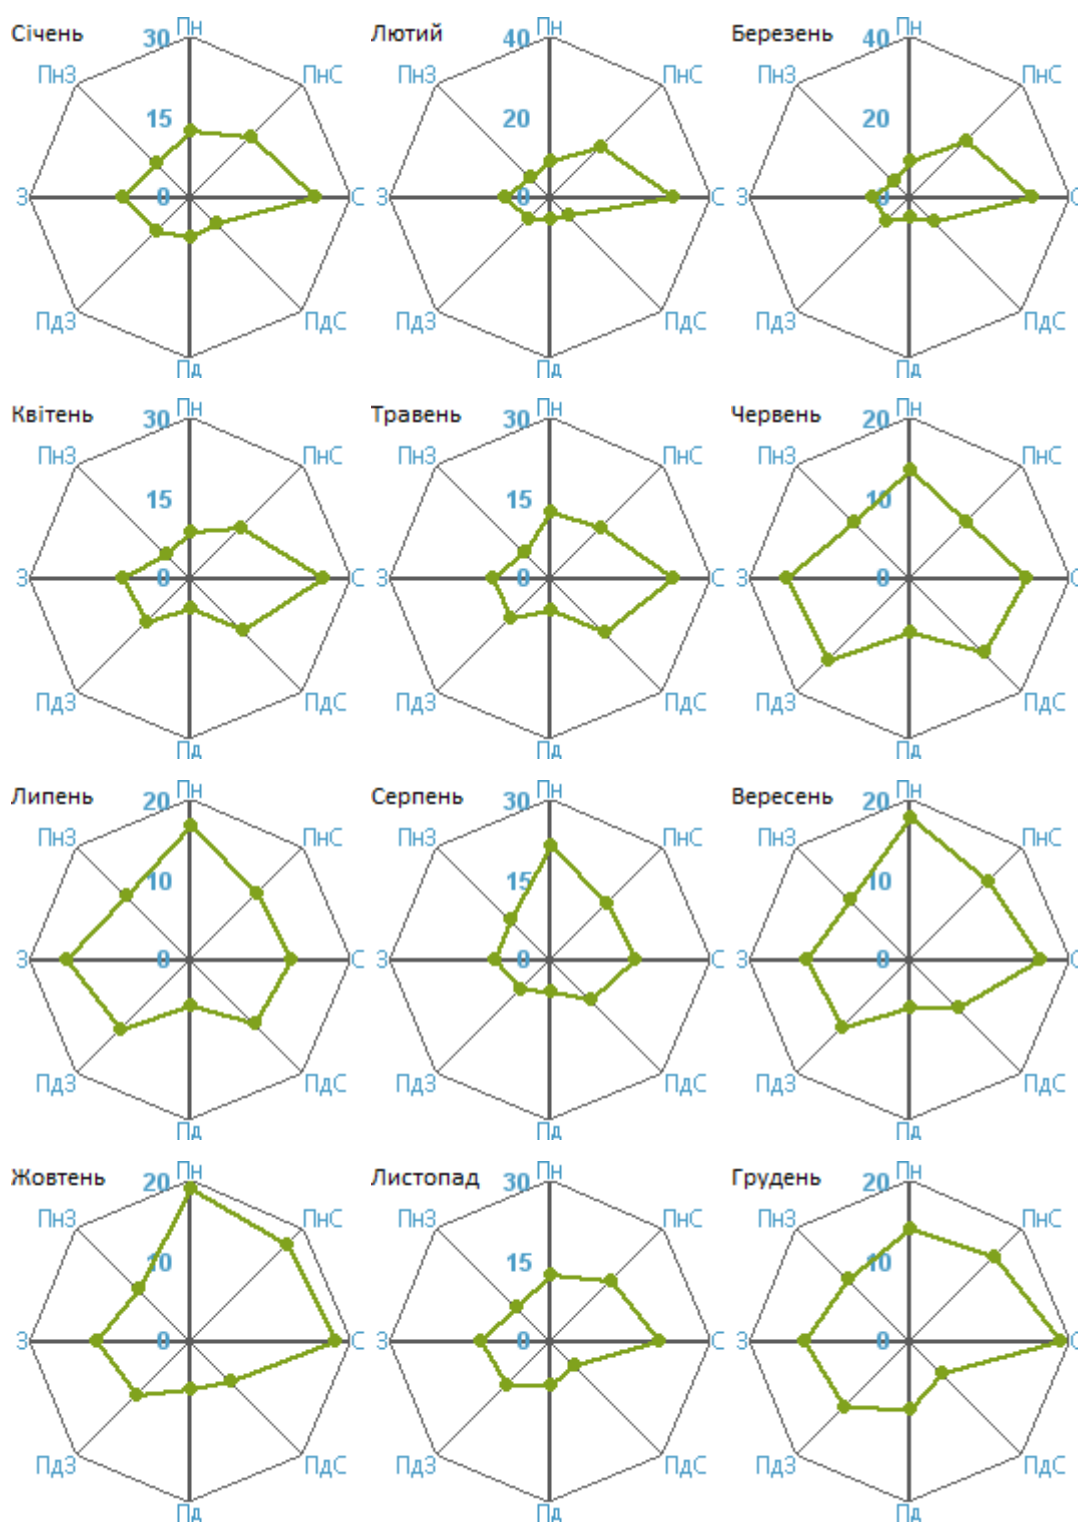 Січень
Пн
30
ПнЗ
ПнС
15
З
0
С
ПдЗ
ПдС
Пд
Лютий
Пн
40
ПнЗ
ПнС
20
З
0
С
ПдЗ
ПдС
Пд
Березень
Пн
40
ПнЗ
ПнС
20
З
0
С
ПдЗ
ПдС
Пд
Квітень
Пн
30
ПнЗ
ПнС
15
З
0
С
ПдЗ
ПдС
Пд
Травень
Пн
30
ПнЗ
ПнС
15
З
0
С
ПдЗ
ПдС
Пд
Червень
Пн
20
ПнЗ
ПнС
10
З
0
С
ПдЗ
ПдС
Пд
Липень
Пн
20
ПнЗ
ПнС
10
З
0
С
ПдЗ
ПдС
Пд
Серпень
Пн
30
ПнЗ
ПнС
15
З
0
С
ПдЗ
ПдС
Пд
Вересень
Пн
20
ПнЗ
ПнС
10
З
0
С
ПдЗ
ПдС
Пд
Жовтень
Пн
20
ПнЗ
ПнС
10
З
0
С
ПдЗ
ПдС
Пд
Листопад
Пн
30
ПнЗ
ПнС
15
З
0
С
ПдЗ
ПдС
Пд
Грудень
Пн
20
ПнЗ
ПнС
10
З
0
С
ПдЗ
ПдС
Пд